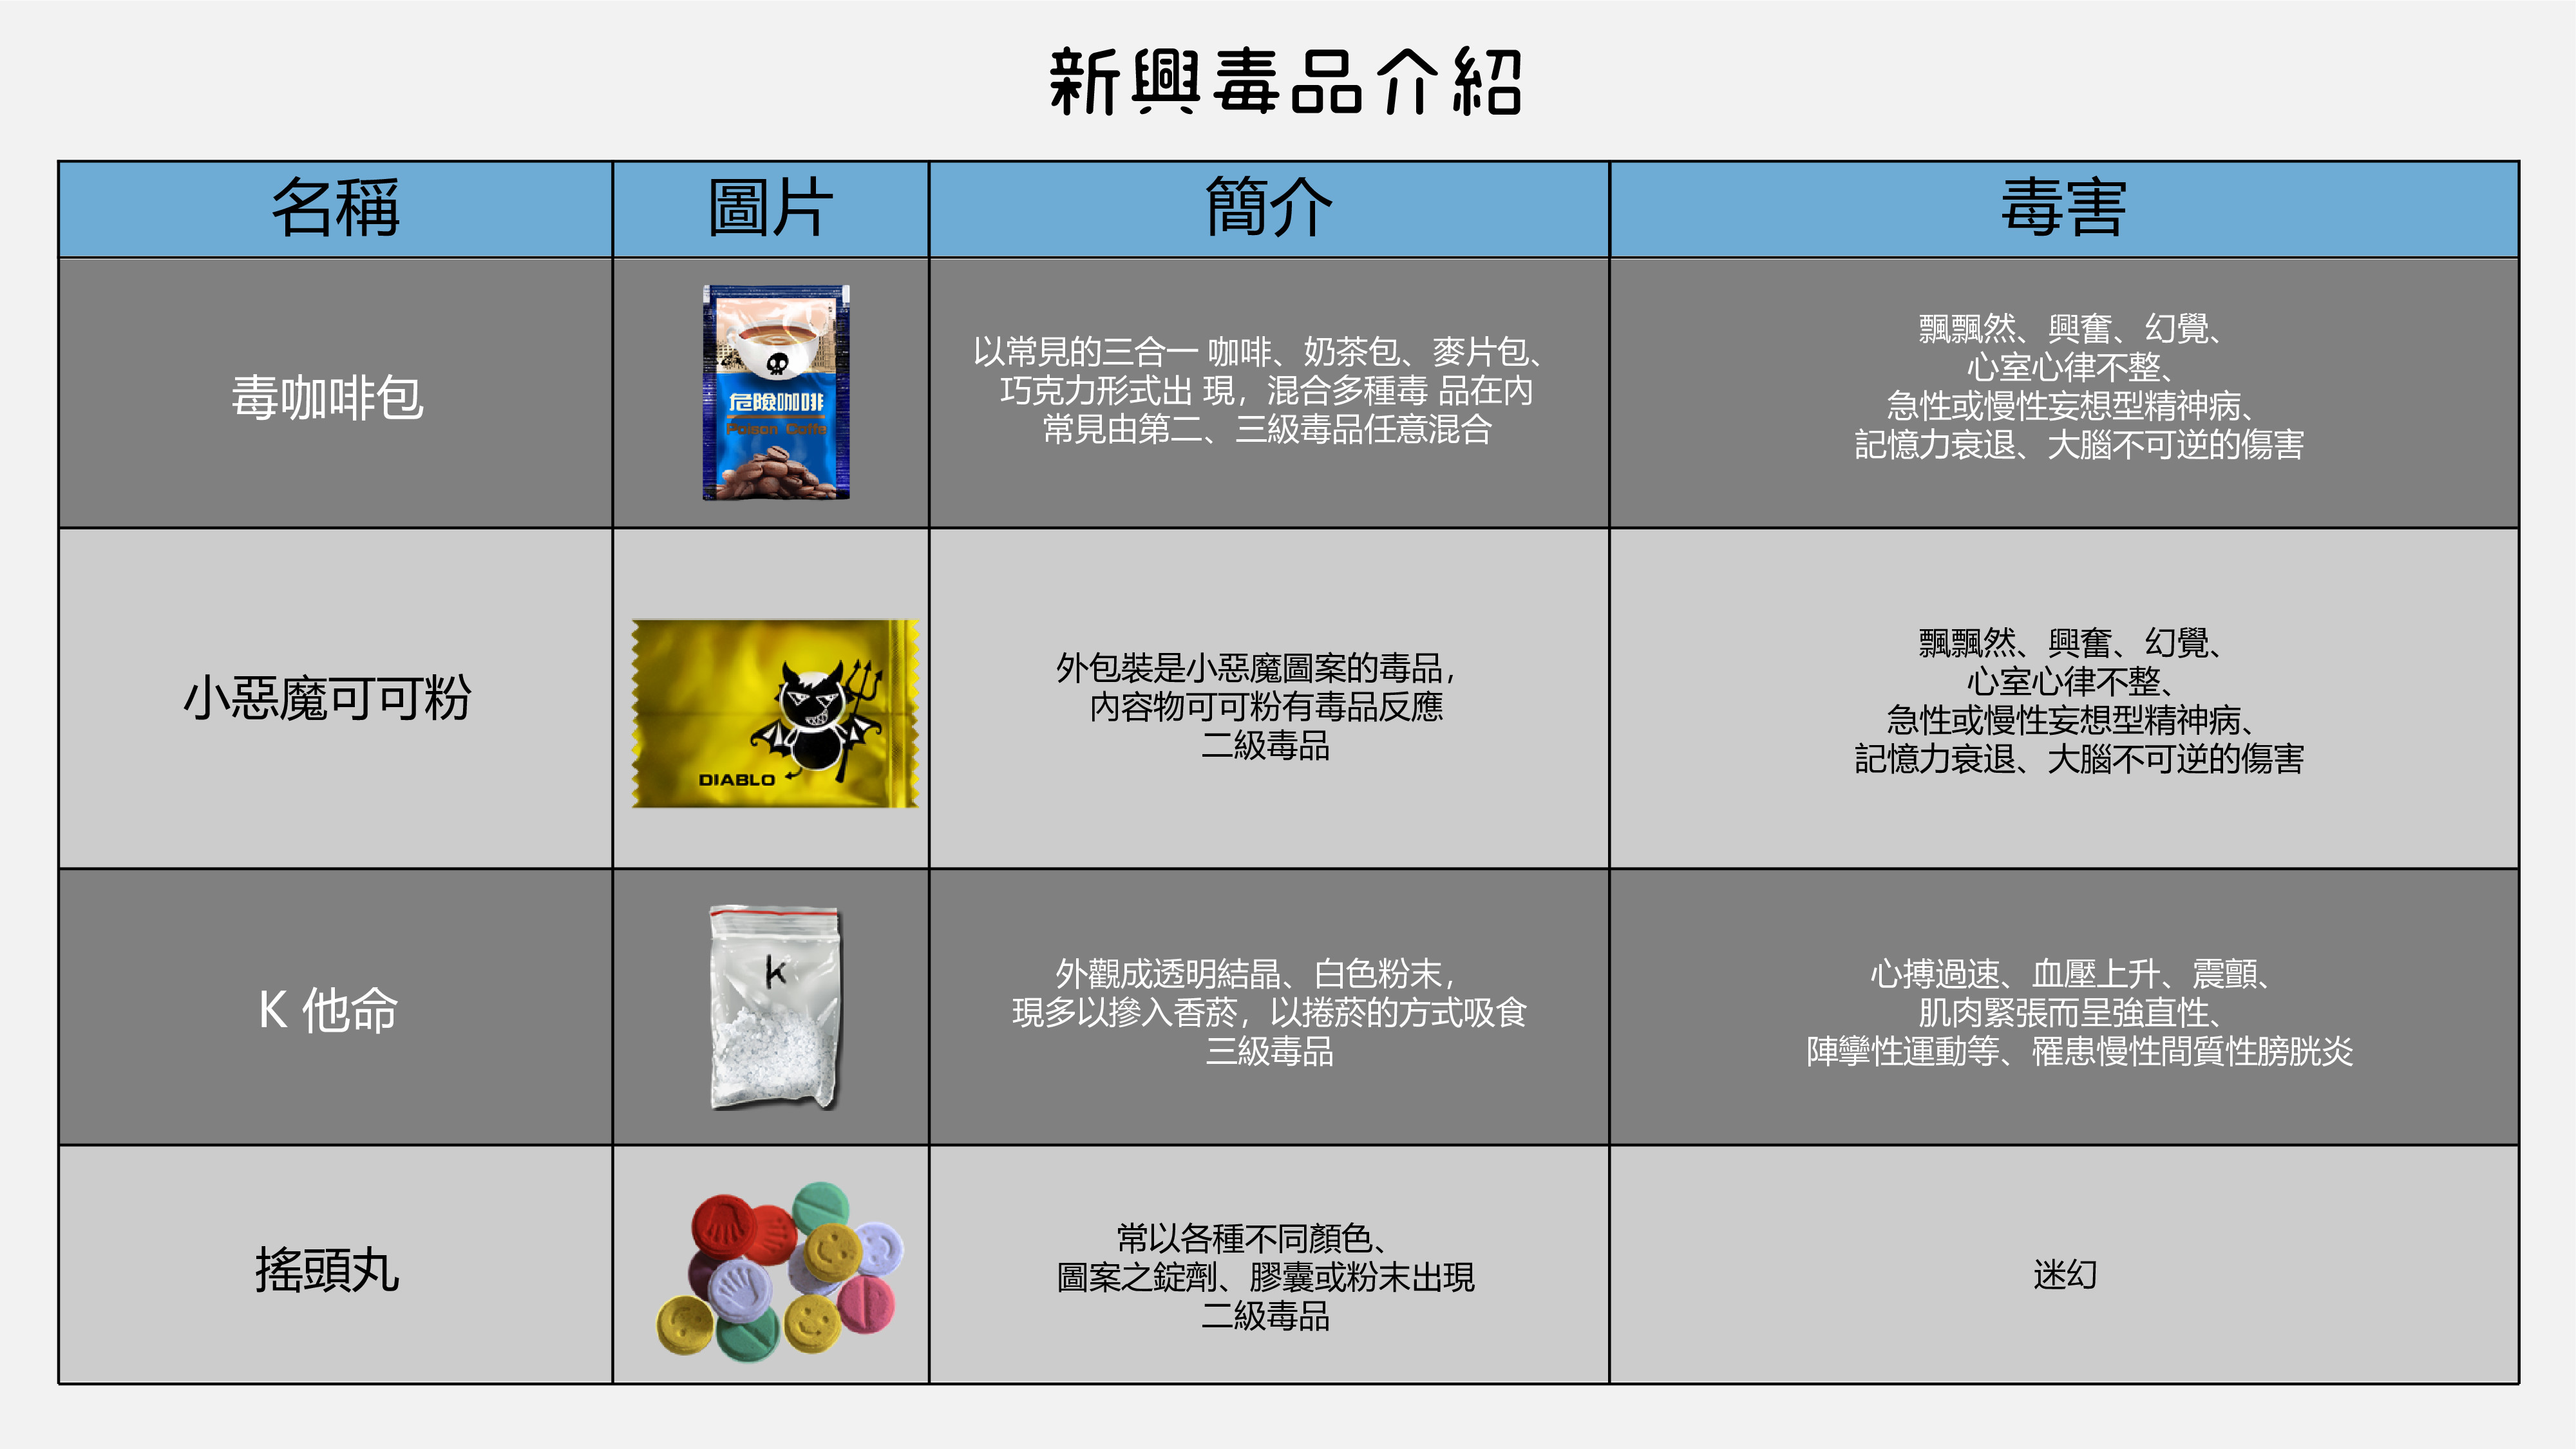 新興毒品介紹
名稱
圖片
簡介
毒害
毒咖啡包
危險咖啡
Poison Coffe
以常見的三合一 咖啡、奶茶包、麥片包、
巧克力形式出 現，混合多種毒 品在內
常見由第二、三級毒品任意混合
飄飄然、興奮、幻覺、
心室心律不整、
急性或慢性妄想型精神病、
記憶力衰退、大腦不可逆的傷害
小惡魔可可粉
DIABLO
外包裝是小惡魔圖案的毒品，
內容物可可粉有毒品反應
二級毒品
飄飄然、興奮、幻覺、
心室心律不整、
急性或慢性妄想型精神病、
記憶力衰退、大腦不可逆的傷害
K 他命
k
外觀成透明結晶、白色粉末，
現多以摻入香菸，以捲菸的方式吸食
三級毒品
心搏過速、血壓上升、震顫、
肌肉緊張而呈強直性、
陣攣性運動等、罹患慢性間質性膀胱炎
搖頭丸
常以各種不同顏色、
圖案之錠劑、膠囊或粉末出現
二級毒品
迷幻